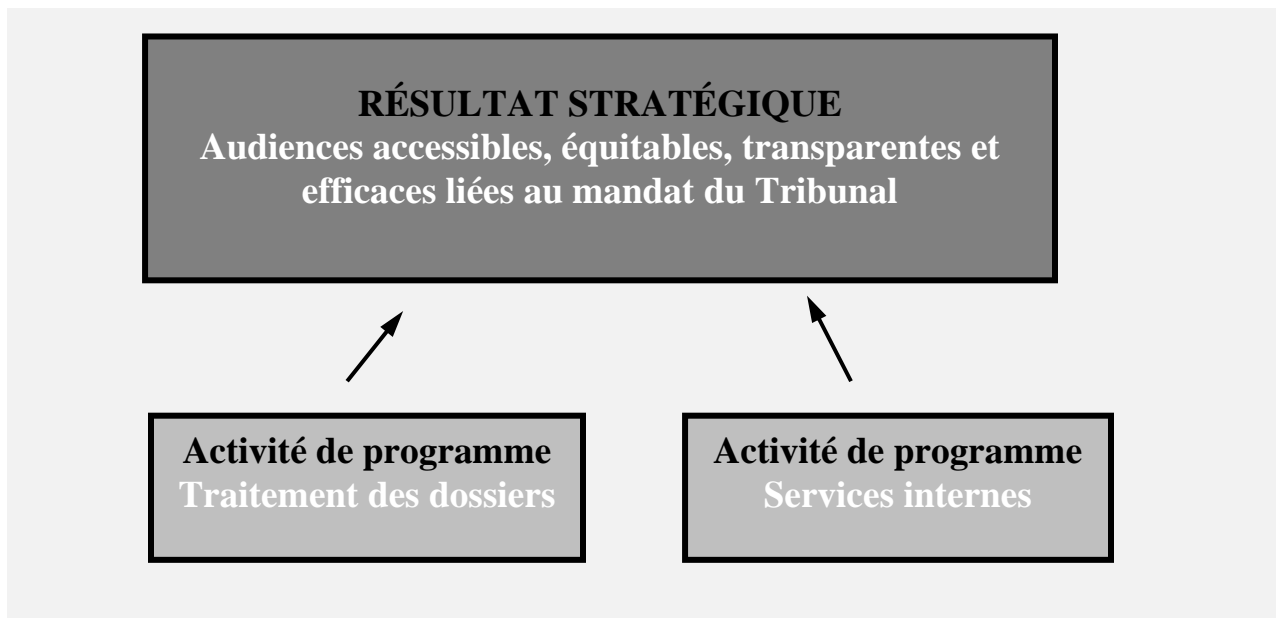 RÉSULTAT STRATÉGIQUE
Audiences accessibles, équitables, transparentes et
efficaces liées au mandat du Tribunal
Activité de programme
Traitement des dossiers
Activité de programme
Services internes